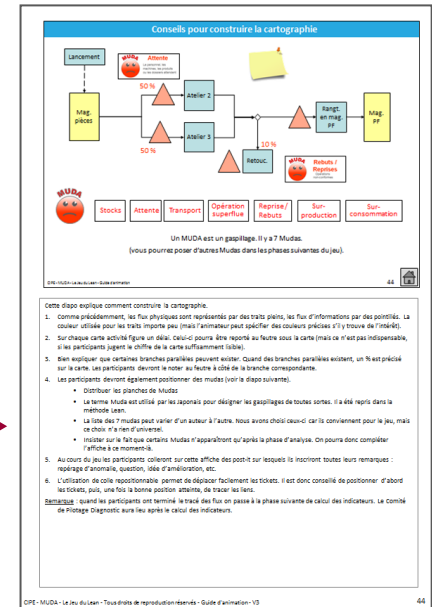 Conseils pour construire la cartographie
Lancement
MUDA
Attente
50 %
Atelier 2
Mag.
pièces
Atelier 3
50 %
Rangt.
en mag.
PF
Mag.
PF
10 %
Retouc.
MUDA
Rebuts /
Reprises
MUDA
Stocks
Attente
Transport
Opération
superflue
Reprise/
Rebuts
Sur-
production
Sur-
consommation
Un MUDA est un gaspillage. Il y a 7 Mudas.
(vous pourrez poser d'autres Mudas dans les phases suivantes du jeu).
CIPE - MUDA - Le Jeu du Lean - Guide d'animation
44
Cette diapo explique comment construire la cartographie.
1. Comme précédemment, les flux physiques sont représentés par des traits pleins, les flux d'informations par des pointillés. La
couleur utilisée pour les traits importe peu (mais l'animateur peut spécifier des couleurs précises s'il y trouve de l'intérêt).
2. Sur chaque carte activité figure un délai. Celui-ci pourra être reporté au feutre sous la carte (mais ce n'est pas indispensable,
si les participants jugent le chiffre de la carte suffisamment lisible).
3. Bien expliquer que certaines branches parallèles peuvent exister. Quand des branches parallèles existent, un % est précisé
sur la carte. Les participants devront le noter au feutre à côté de la branche correspondante.
4. Les participants devront également positionner des mudas (voir la diapo suivante).
• Distribuer les planches de Mudas
• Le terme Muda est utilisé par les Japonais pour désigner les gaspillages de toutes sortes. Il a été repris dans la
méthode Lean.
• La liste des 7 mudas peut varier d'un auteur à l'autre. Nous avons choisi ceux-ci car ils conviennent pour le jeu, mais
ce choix n'a rien d'universel.
• Insister sur le fait que certains Mudas n'apparaîtront qu'après la phase d'analyse. On pourra donc compléter
l'affiche à ce moment-là.
5. Au cours du jeu les participants colleront sur cette affiche des post-it sur lesquels ils inscriront toutes leurs remarques :
repérage d'anomalie, question, idée d'amélioration, etc.
6. L'utilisation de colle repositionnable permet de déplacer facilement les tickets. Il est donc conseillé de positionner d'abord
les tickets, puis, une fois la bonne position atteinte, de tracer les liens.
Remarque : quand les participants ont terminé le tracé des flux on passe à la phase suivante de calcul des indicateurs. Le Comité
de Pilotage Diagnostic aura lieu après le calcul des indicateurs.
CIPE - MUDA - Le Jeu du Lean - Tous droits de reproduction réservés - Guide d'animation - V3
44